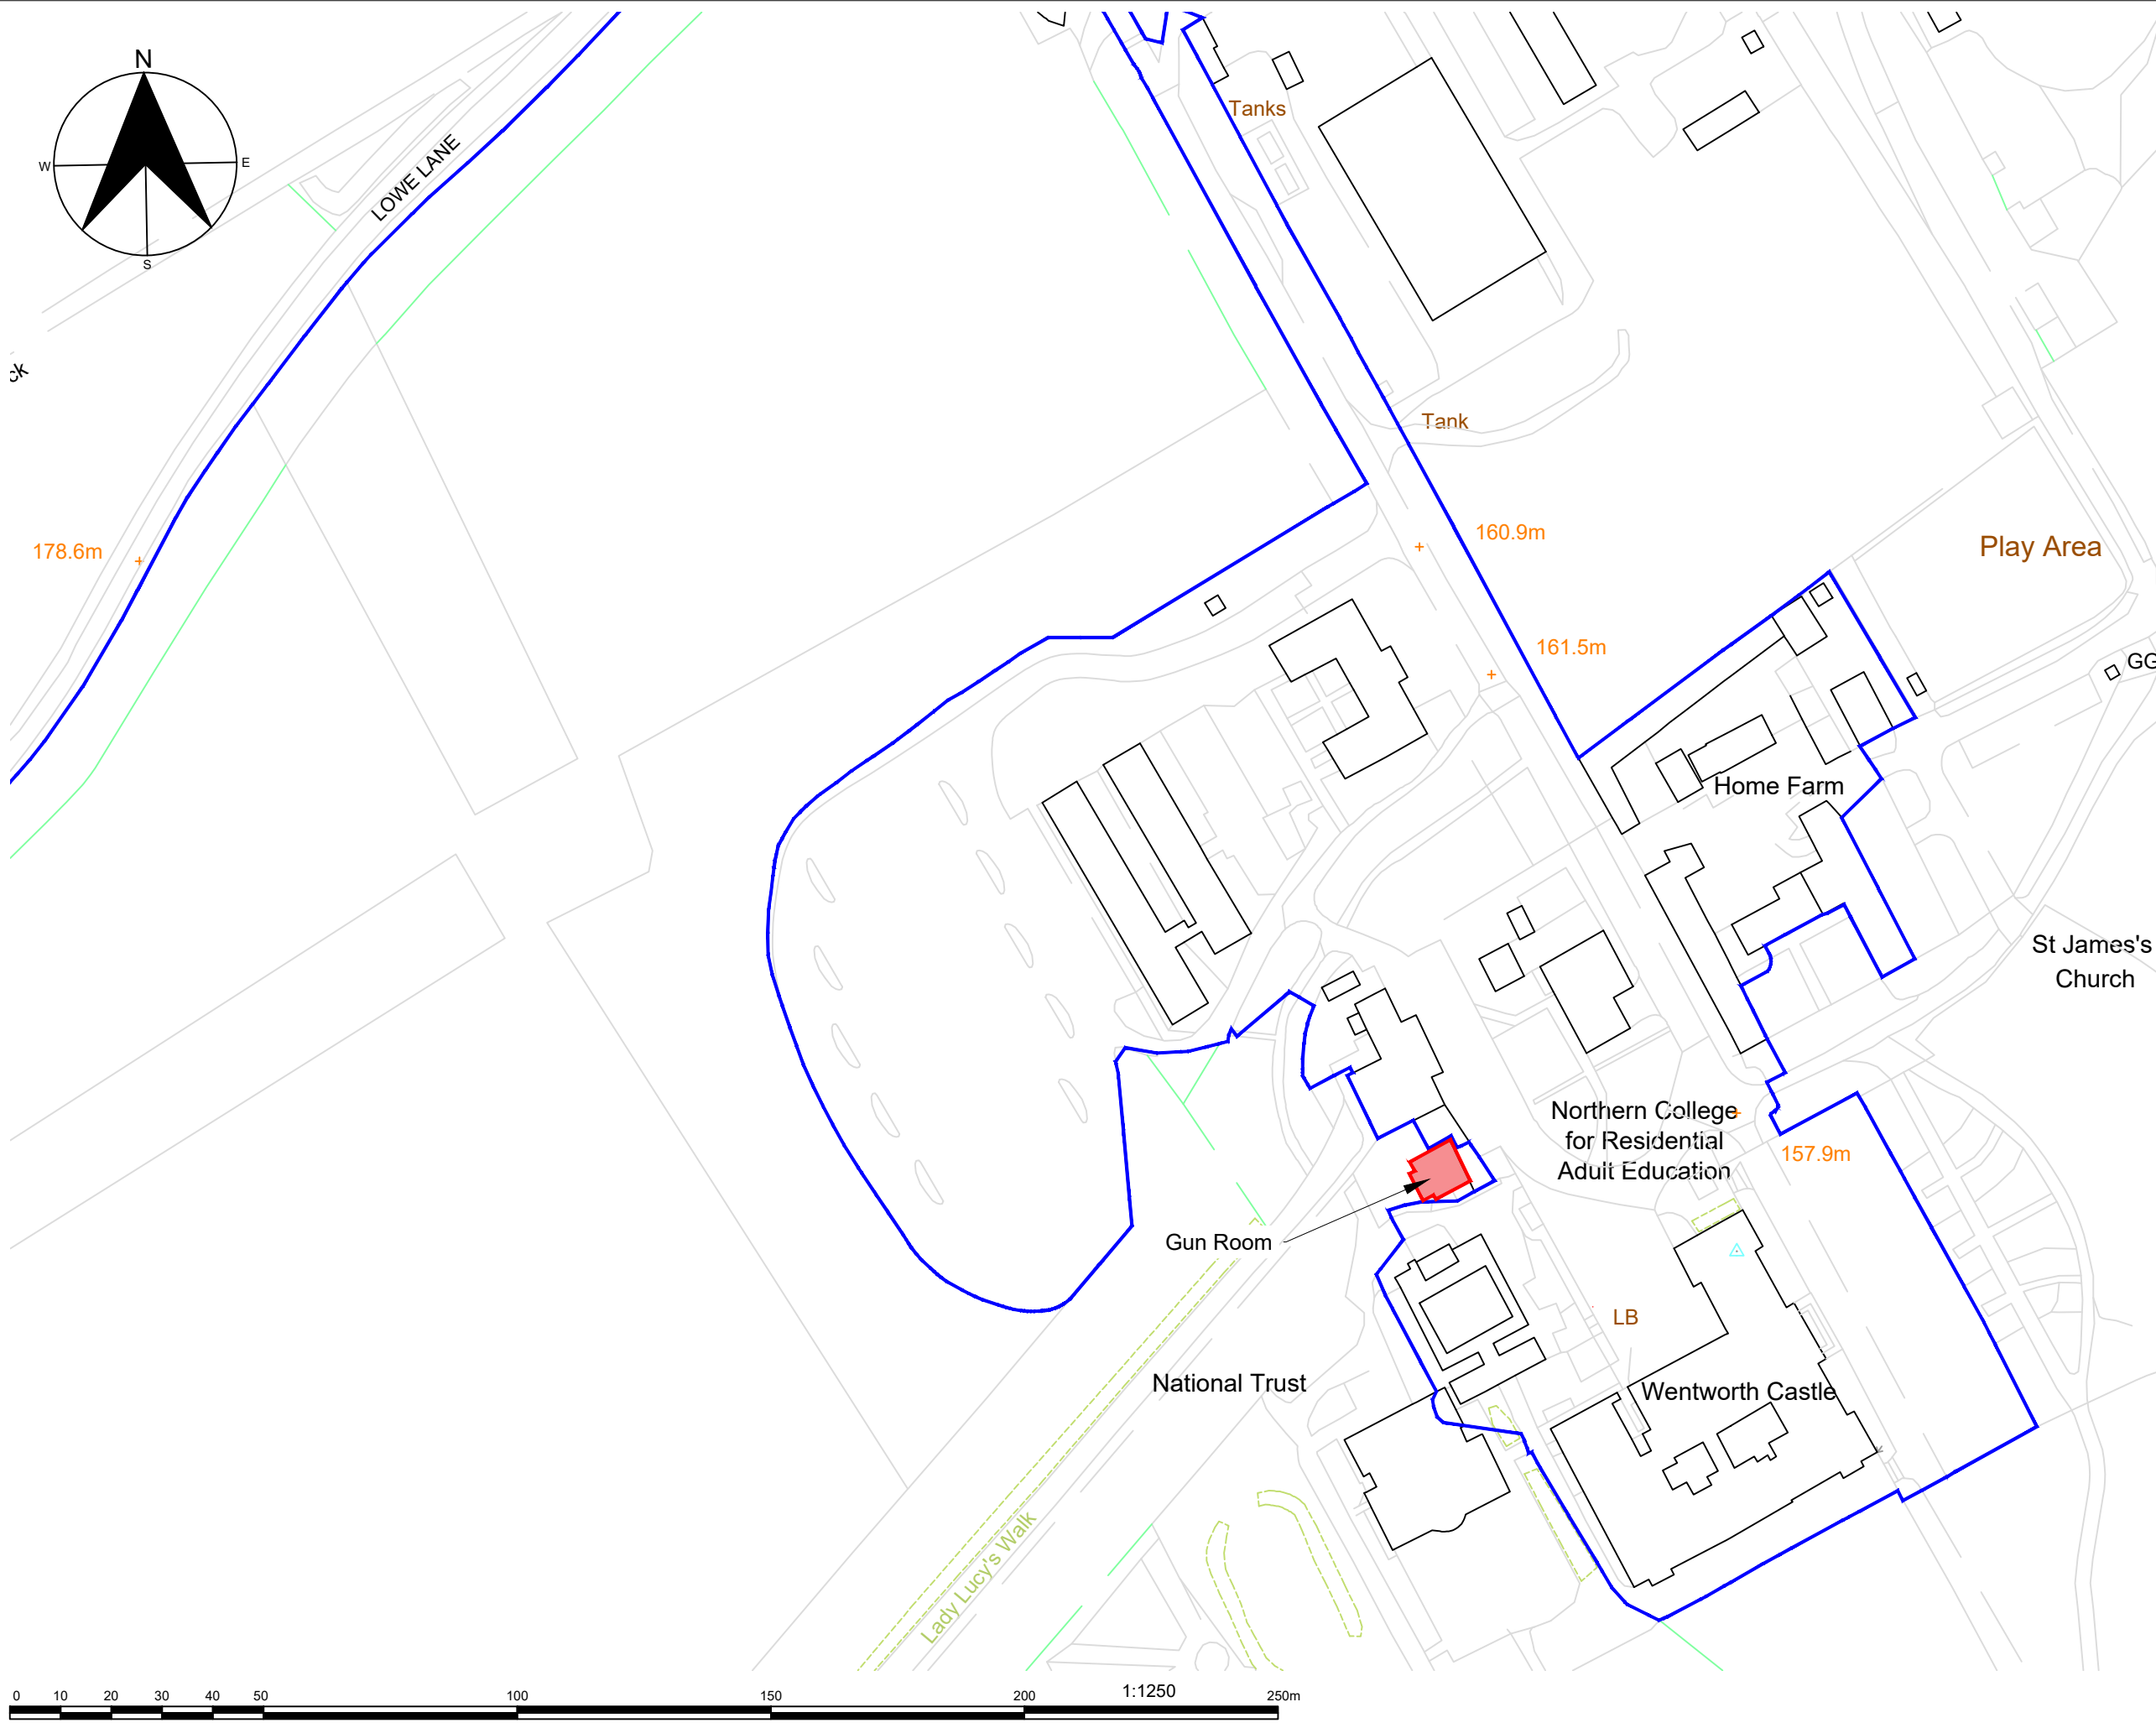 N
W
E
S
LOWE LANE
Tanks
ck
Tank
178.6m
160.9m
Play Area
161.5m
GG
Home Farm
St James's
Church
Northern College
for Residential
Adult Education
157.9m
Gun Room
LB
National Trust
Wentworth Castle
Lady Lucy's Walk
0 10 20 30 40 50 100 150 200 1:1250 250m